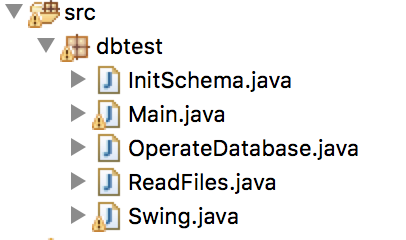 src
dbtest
InitSchema.java
Main.java
OperateDatabase.java
ReadFiles.java
Swing.java